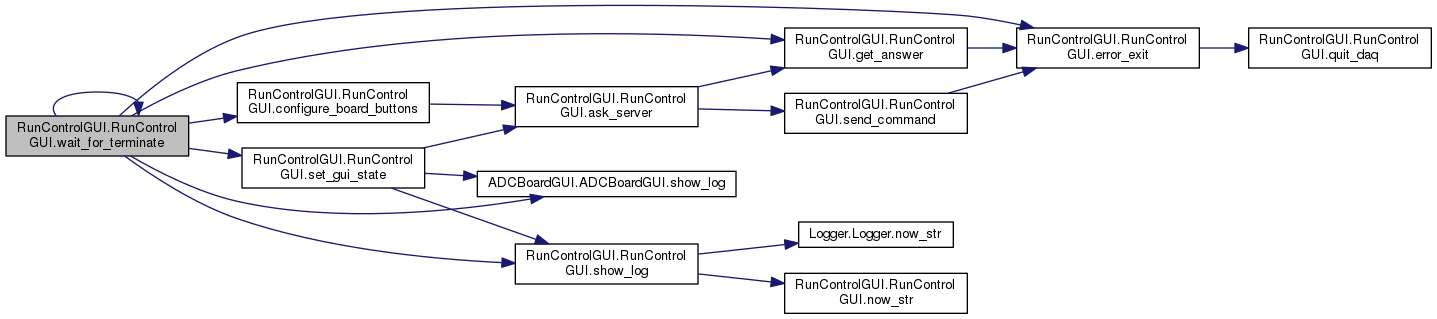 RunControlGUI.RunControl
GUI.wait_for_terminate
RunControlGUI.RunControl
GUI.configure_board_buttons
RunControlGUI.RunControl
GUI.set_gui_state
RunControlGUI.RunControl
GUI.ask_server
ADCBoardGUI.ADCBoardGUI.show_log
RunControlGUI.RunControl
GUI.show_log
RunControlGUI.RunControl
GUI.get_answer
RunControlGUI.RunControl
GUI.send_command
Logger.Logger.now_str
RunControlGUI.RunControl
GUI.now_str
RunControlGUI.RunControl
GUI.error_exit
RunControlGUI.RunControl
GUI.quit_daq